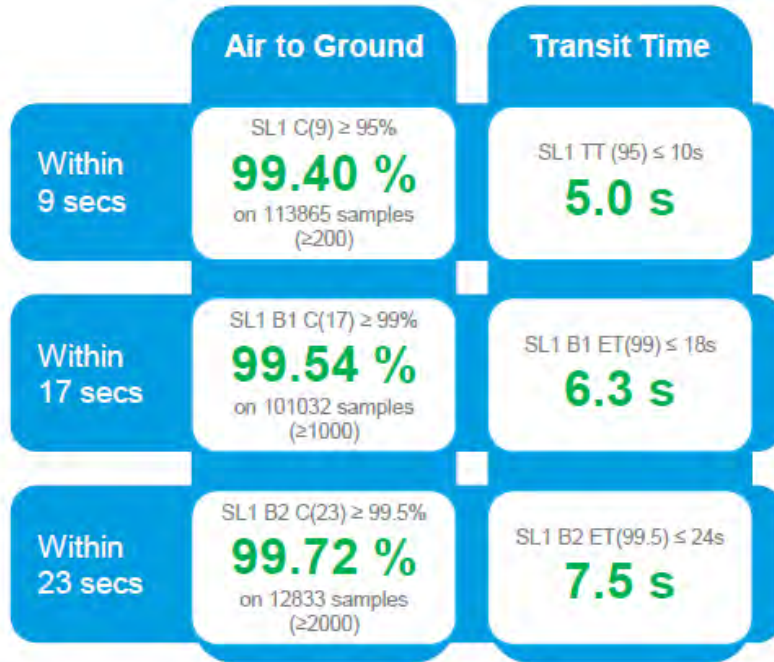 Air to Ground
Transit Time
Within
9 secs
SL1 C(9) ≥ 95%
99.40 %
on 113865 samples
(≥200)
SL1 TT (95) ≤ 10s
5.0 s
Within
17 secs
SL1 B1 C(17) ≥ 99%
99.54 %
on 101032 samples
(≥1000)
SL1 B1 ET(99) ≤ 18s
6.3 s
Within
23 secs
SL1 B2 C(23) ≥ 99.5%
99.72 %
on 12833 samples
(≥2000)
SL1 B2 ET(99.5) ≤ 24s
7.5 s